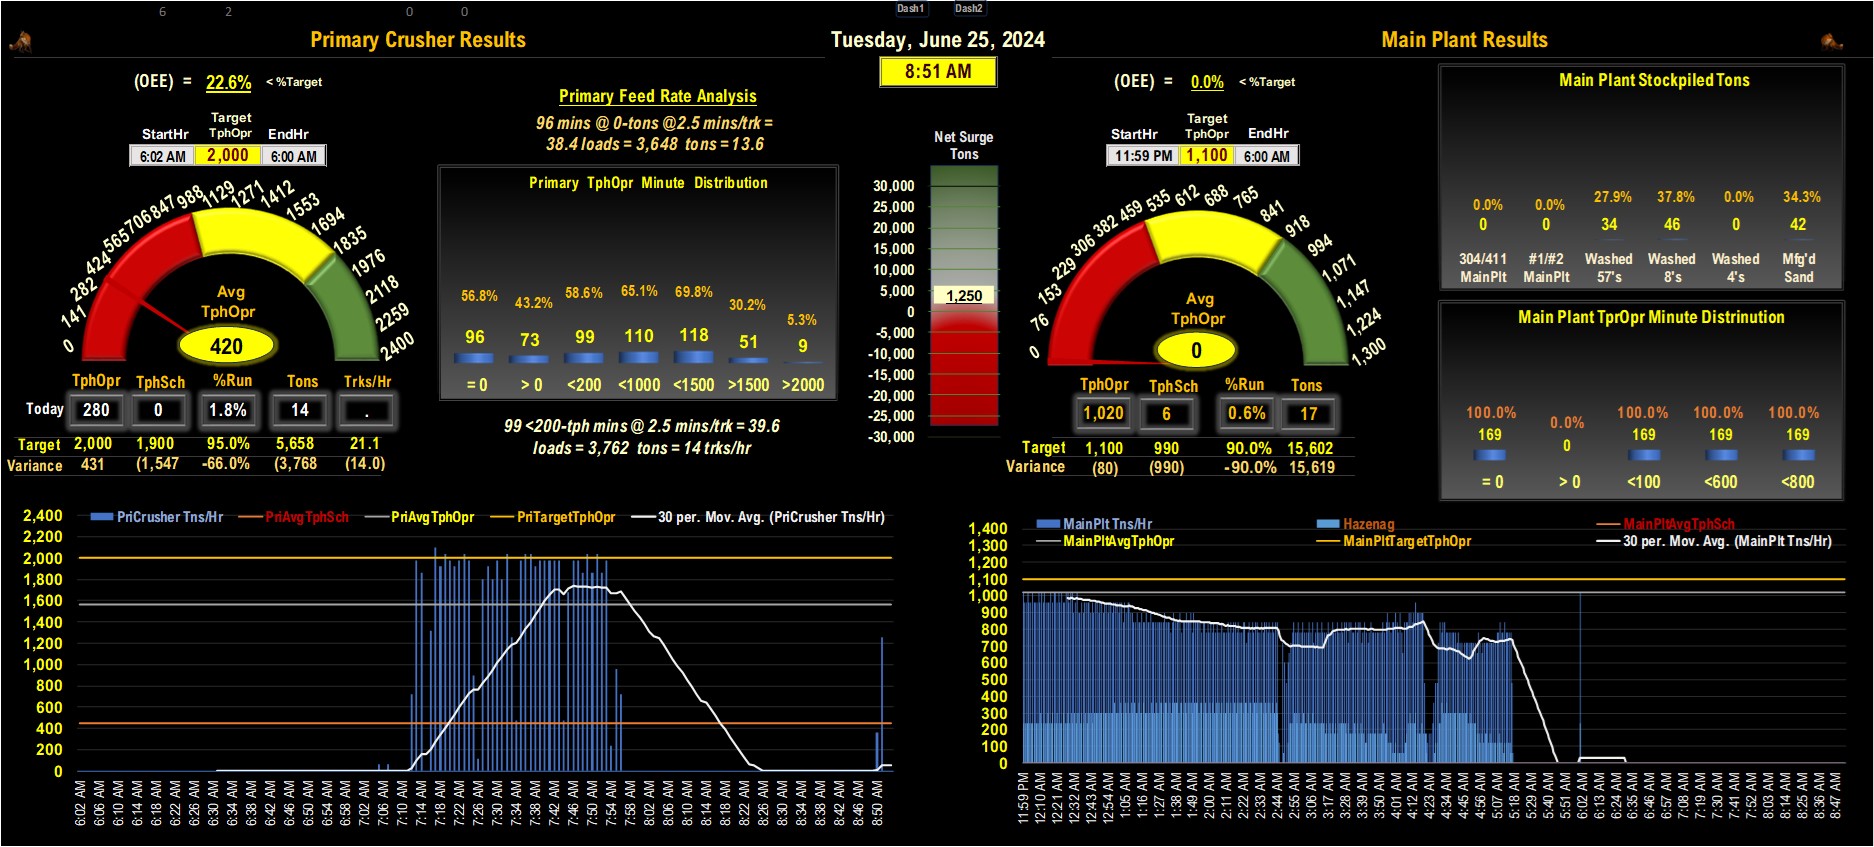 6 2 0 0 Dash1 Dash2
Primary Crusher Results
Tuesday, June 25, 2024
Main Plant Results
8:51 AM
(OEE) = 22.6% < %Target
Target
StartHr TphOpr EndHr
6:02 AM 2,000 6:00 AM
0 141 282 424 565 706 847 988 1129 1271 1412 1553 1694 1835 1976 2118 2259 2400
Avg
TphOpr
420
TphOpr TphSch %Run Tons Trks/Hr
Today 280 0 1.8% 14 .
Target 2,000 1,900 95.0% 5,658 21.1
Variance 431 (1,547 -66.0% (3,768 (14.0)
Primary Feed Rate Analysis
96 mins @ 0-tons @2.5 mins/trk =
38.4 loads = 3,648 tons = 13.6
Primary TphOpr Minute Distribution
56.8% 43.2% 58.6% 65.1% 69.8% 30.2% 5.3%
96 73 99 110 118 51 9
= 0 > 0 <200 <1000 <1500 >1500 >2000
99 <200-tph mins @ 2.5 mins/trk = 39.6
loads = 3,762 tons = 14 trks/hr
Net Surge
Tons
30,000
25,000
20,000
15,000
10,000
5,000
1,250
0
-5,000
-10,000
-15,000
-20,000
-25,000
-30,000
(OEE) = 0.0% < %Target
Target
StartHr TphOpr EndHr
11:59 PM 1,100 6:00 AM
0 76 153 229 306 382 459 535 612 688 765 841 918 994 1,071 1,147 1,224 1,300
Avg
TphOpr
0
TphOpr TphSch %Run Tons
1,020 6 0.6% 17
Target 1,100 990 90.0% 15,602
Variance (80) (990) -90.0% 15,619
Main Plant Stockpiled Tons
0.0% 0.0% 27.9% 37.8% 0.0% 34.3%
0 0 34 46 0 42
304/411 #1/#2 Washed Washed Washed Mfg'd
MainPlt MainPlt 57's 8's 4's Sand
Main Plant TprOpr Minute Distrinution
100.0% 0.0% 100.0% 100.0% 100.0%
169 0 169 169 169
= 0 > 0 <100 <600 <800
PriCrusher Tns/Hr PriAvgTphSch PriAvgTphOpr PriTargetTphOpr 30 per. Mov. Avg. (PriCrusher Tns/Hr)
2,400
2,200
2,000
1,800
1,600
1,400
1,200
1,000
800
600
400
200
0
6:02 AM 6:06 AM 6:10 AM 6:14 AM 6:18 AM 6:22 AM 6:26 AM 6:30 AM 6:34 AM 6:38 AM 6:42 AM 6:46 AM 6:50 AM 6:54 AM 6:58 AM 7:02 AM 7:06 AM 7:10 AM 7:14 AM 7:18 AM 7:22 AM 7:26 AM 7:30 AM 7:34 AM 7:38 AM 7:42 AM 7:46 AM 7:50 AM 7:54 AM 7:58 AM 8:02 AM 8:06 AM 8:10 AM 8:14 AM 8:18 AM 8:22 AM 8:26 AM 8:30 AM 8:34 AM 8:38 AM 8:42 AM 8:46 AM 8:50 AM
MainPlt Tns/Hr Hazenag MainPltAvgTphSch
MainPltAvgTphOpr MainPltTargetTphOpr 30 per. Mov. Avg. (MainPlt Tns/Hr)
1,400
1,300
1,200
1,100
1,000
900
800
700
600
500
400
300
200
100
0
11:59 PM 12:10 AM 12:21 AM 12:32 AM 12:43 AM 12:54 AM 1:05 AM 1:16 AM 1:27 AM 1:38 AM 1:49 AM 2:00 AM 2:11 AM 2:22 AM 2:33 AM 2:44 AM 2:55 AM 3:06 AM 3:17 AM 3:28 AM 3:39 AM 3:50 AM 4:01 AM 4:12 AM 4:23 AM 4:34 AM 4:45 AM 4:56 AM 5:07 AM 5:18 AM 5:29 AM 5:40 AM 5:51 AM 6:02 AM 6:13 AM 6:24 AM 6:35 AM 6:46 AM 6:57 AM 7:08 AM 7:19 AM 7:30 AM 7:41 AM 7:52 AM 8:03 AM 8:14 AM 8:25 AM 8:36 AM 8:47 AM